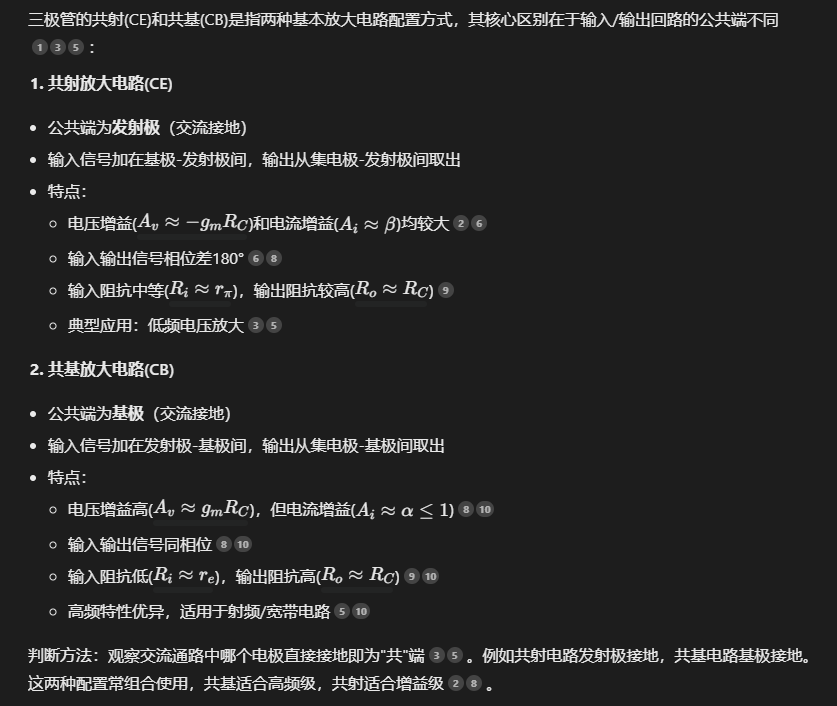 三极管的共射(CE)和共基(CB)是指两种基本放大电路配置方式，其核心区别在于输入/输出回路的公共端不同
1 3 5 ：
1. 共射放大电路(CE)
• 公共端为发射极（交流接地）
• 输入信号加在基极-发射极间，输出从集电极-发射极间取出
• 特点：
○ 电压增益(A_v ≈ −g_m R_C)和电流增益(A_i ≈ β)均较大 2 6
○ 输入输出信号相位差180° 6 8
○ 输入阻抗中等(R_i ≈ r_π)，输出阻抗较高(R_o ≈ R_C) 9
○ 典型应用：低频电压放大 3 5
2. 共基放大电路(CB)
• 公共端为基极（交流接地）
• 输入信号加在发射极-基极间，输出从集电极-基极间取出
• 特点：
○ 电压增益高(A_v ≈ g_m R_C)，但电流增益(A_i ≈ α ≤ 1) 8 10
○ 输入输出信号同相位 8 10
○ 输入阻抗低(R_i ≈ r_e)，输出阻抗高(R_o ≈ R_C) 9 10
○ 高频特性优异，适用于射频/宽带电路 5 10
判断方法：观察交流通路中哪个电极直接接地即为"共"端 3 5 。例如共射电路发射极接地，共基电路基极接地。
这两种配置常组合使用，共基适合高频级，共射适合增益级 2 8 。